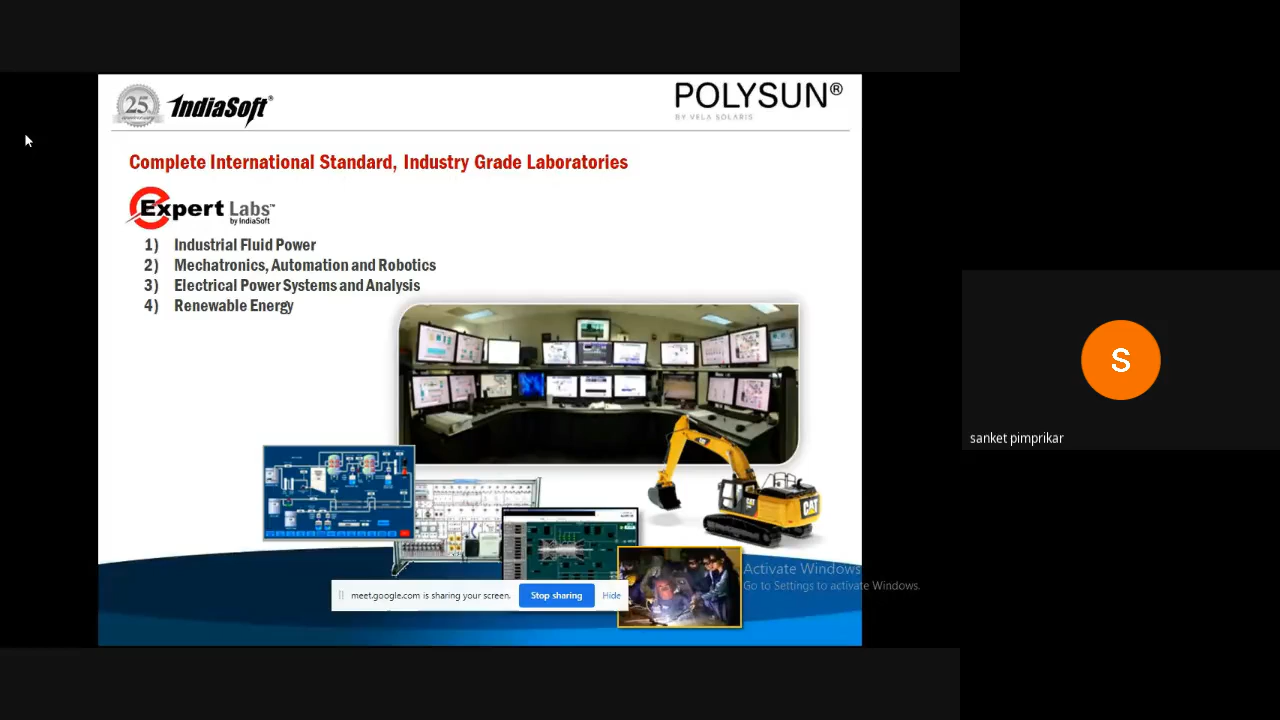 25
IndiaSoft®
POLYSUN®
BY VELA SOLARIS
Complete International Standard, Industry Grade Laboratories
Expert Labs™
by IndiaSoft
1) Industrial Fluid Power
2) Mechatronics, Automation and Robotics
3) Electrical Power Systems and Analysis
4) Renewable Energy
CAT
Activate Windows
Go to Settings to activate Windows.
meet.google.com is sharing your screen.
Stop sharing
Hide
S
sanket pimprikar